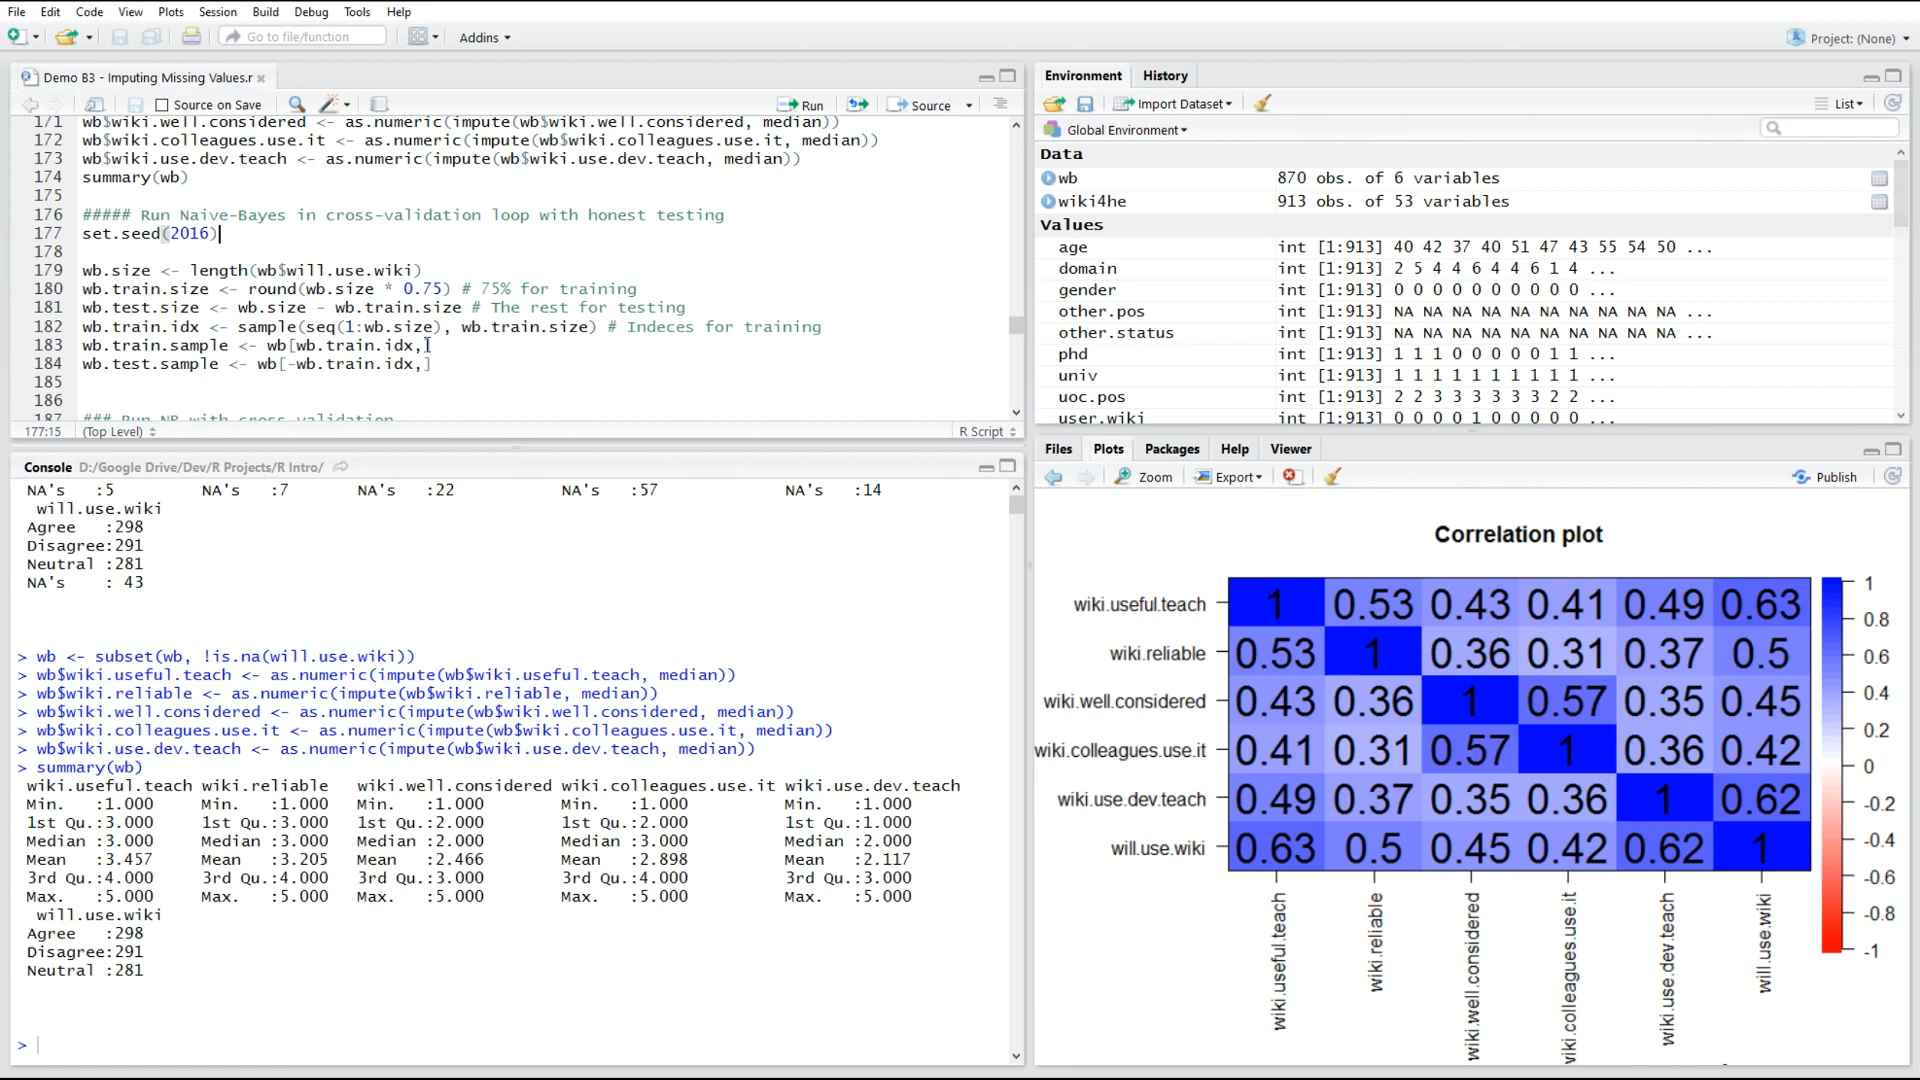 File Edit Code View Plots Session Build Debug Tools Help
Go to file/function Addins Project: (None)
Demo B3 - Imputing Missing Values.r
Source on Save Run Source
171 wb$wiki.well.considered <- as.numeric(impute(wb$wiki.well.considered, median))
172 wb$wiki.colleagues.use.it <- as.numeric(impute(wb$wiki.colleagues.use.it, median))
173 wb$wiki.use.dev.teach <- as.numeric(impute(wb$wiki.use.dev.teach, median))
174 summary(wb)
175
176 ##### Run Naive-Bayes in cross-validation loop with honest testing
177 set.seed(2016)
178
179 wb.size <- length(wb$will.use.wiki)
180 wb.train.size <- round(wb.size * 0.75) # 75% for training
181 wb.test.size <- wb.size - wb.train.size # The rest for testing
182 wb.train.idx <- sample(seq(1:wb.size), wb.train.size) # Indeces for training
183 wb.train.sample <- wb[wb.train.idx,]
184 wb.test.sample <- wb[-wb.train.idx,]
185
186
187 ### Run NB with cross validation
177:15 (Top Level) R Script
Console D:/Google Drive/Dev/R Projects/R Intro/
NA's :5 NA's :7 NA's :22 NA's :57 NA's :14
will.use.wiki
Agree :298
Disagree:291
Neutral :281
NA's : 43
> wb <- subset(wb, !is.na(will.use.wiki))
> wb$wiki.useful.teach <- as.numeric(impute(wb$wiki.useful.teach, median))
> wb$wiki.reliable <- as.numeric(impute(wb$wiki.reliable, median))
> wb$wiki.well.considered <- as.numeric(impute(wb$wiki.well.considered, median))
> wb$wiki.colleagues.use.it <- as.numeric(impute(wb$wiki.colleagues.use.it, median))
> wb$wiki.use.dev.teach <- as.numeric(impute(wb$wiki.use.dev.teach, median))
> summary(wb)
wiki.useful.teach wiki.reliable wiki.well.considered wiki.colleagues.use.it wiki.use.dev.teach
Min. :1.000 Min. :1.000 Min. :1.000 Min. :1.000 Min. :1.000
1st Qu.:3.000 1st Qu.:3.000 1st Qu.:2.000 1st Qu.:2.000 1st Qu.:1.000
Median :3.000 Median :3.000 Median :2.000 Median :3.000 Median :2.000
Mean :3.457 Mean :3.205 Mean :2.466 Mean :2.898 Mean :2.117
3rd Qu.:4.000 3rd Qu.:4.000 3rd Qu.:3.000 3rd Qu.:4.000 3rd Qu.:3.000
Max. :5.000 Max. :5.000 Max. :5.000 Max. :5.000 Max. :5.000
will.use.wiki
Agree :298
Disagree:291
Neutral :281
>
Environment History
Import Dataset List
Global Environment
Data
wb 870 obs. of 6 variables
wiki4he 913 obs. of 53 variables
Values
age int [1:913] 40 42 37 40 51 47 43 55 54 50 ...
domain int [1:913] 2 5 4 4 6 4 4 6 1 4 ...
gender int [1:913] 0 0 0 0 0 0 0 0 0 0 ...
other.pos int [1:913] NA NA NA NA NA NA NA NA NA NA ...
other.status int [1:913] NA NA NA NA NA NA NA NA NA NA ...
phd int [1:913] 1 1 1 0 0 0 0 0 1 1 ...
univ int [1:913] 1 1 1 1 1 1 1 1 1 1 ...
uoc.pos int [1:913] 2 2 3 3 3 3 3 3 2 2 ...
user.wiki int [1:913] 0 0 0 0 1 0 0 0 0 0 ...
Files Plots Packages Help Viewer
Zoom Export Publish
Correlation plot
wiki.useful.teach 1 0.53 0.43 0.41 0.49 0.63
wiki.reliable 0.53 1 0.36 0.31 0.37 0.5
wiki.well.considered 0.43 0.36 1 0.57 0.35 0.45
wiki.colleagues.use.it 0.41 0.31 0.57 1 0.36 0.42
wiki.use.dev.teach 0.49 0.37 0.35 0.36 1 0.62
will.use.wiki 0.63 0.5 0.45 0.42 0.62 1
wiki.useful.teach
wiki.reliable
wiki.well.considered
viki.colleagues.use.it
wiki.use.dev.teach
will.use.wiki
1
0.8
0.6
0.4
0.2
0
-0.2
-0.4
-0.6
-0.8
-1